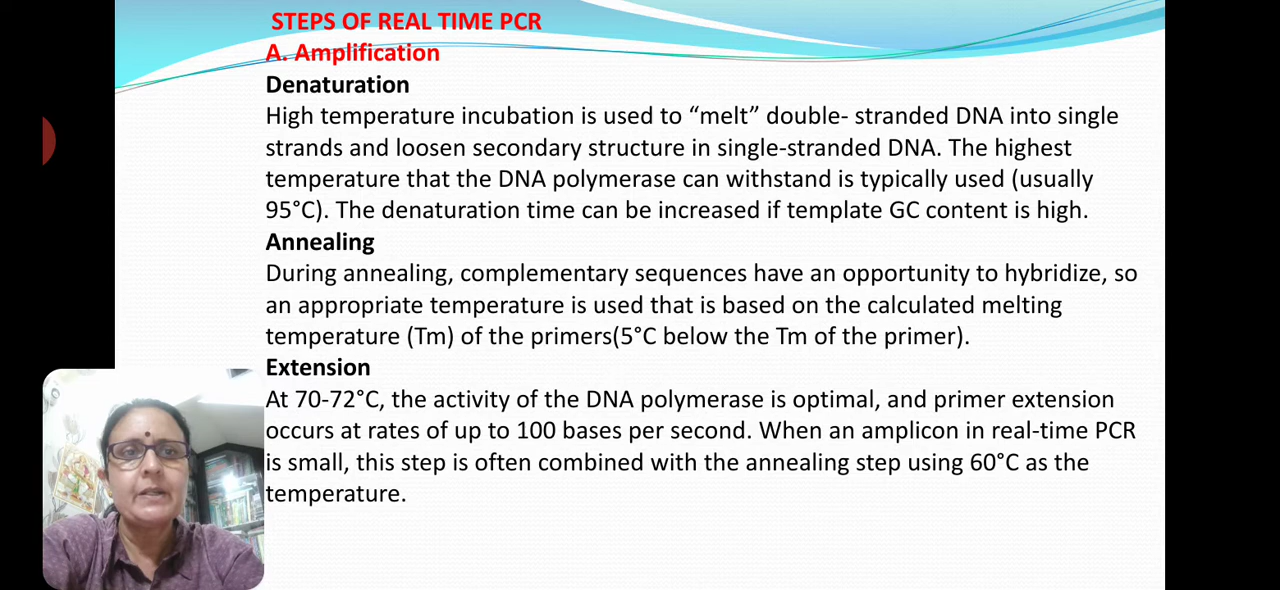 STEPS OF REAL TIME PCR
A. Amplification
Denaturation
High temperature incubation is used to “melt” double- stranded DNA into single
strands and loosen secondary structure in single-stranded DNA. The highest
temperature that the DNA polymerase can withstand is typically used (usually
95°C). The denaturation time can be increased if template GC content is high.
Annealing
During annealing, complementary sequences have an opportunity to hybridize, so
an appropriate temperature is used that is based on the calculated melting
temperature (Tm) of the primers(5°C below the Tm of the primer).
Extension
At 70-72°C, the activity of the DNA polymerase is optimal, and primer extension
occurs at rates of up to 100 bases per second. When an amplicon in real-time PCR
is small, this step is often combined with the annealing step using 60°C as the
temperature.